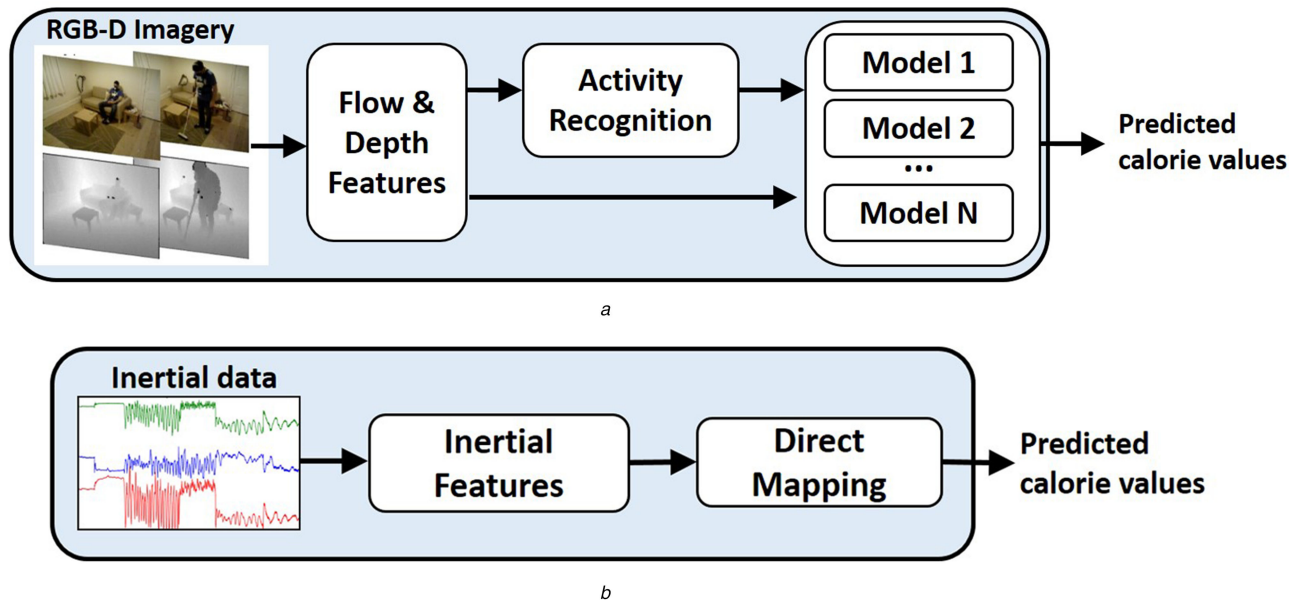 RGB-D Imagery
Flow &
Depth
Features
Activity
Recognition
Model 1
Model 2
...
Model N
Predicted
calorie values
a
Inertial data
Inertial
Features
Direct
Mapping
Predicted
calorie values
b